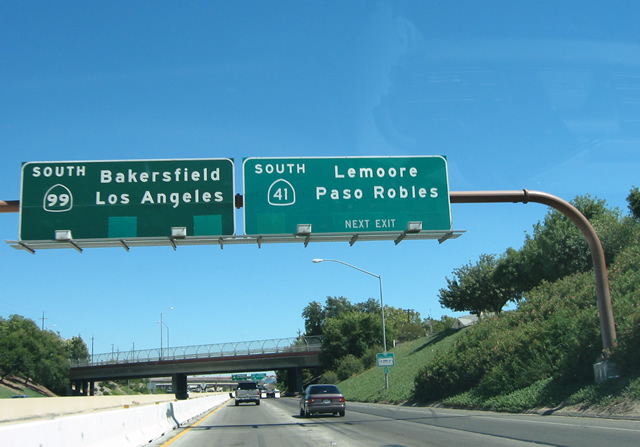 SOUTH
99
Bakersfield
Los Angeles
SOUTH
41
Lemoore
Paso Robles
NEXT EXIT